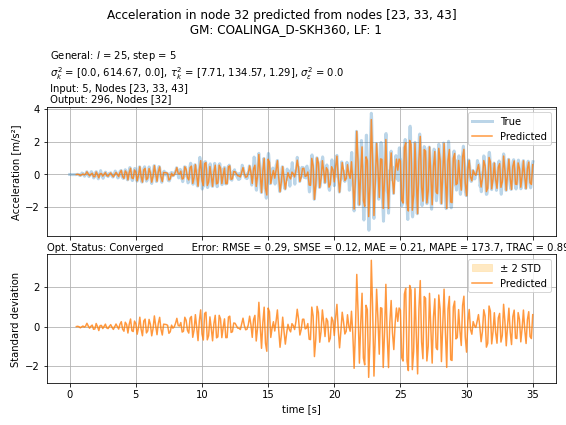 Acceleration in node 32 predicted from nodes [23, 33, 43]
GM: COALINGA_D-SKH360, LF: 1
General: l = 25, step = 5
σ²ₖ = [0.0, 614.67, 0.0], τ²ₖ = [7.71, 134.57, 1.29], σ²ε = 0.0
Input: 5, Nodes [23, 33, 43]
Output: 296, Nodes [32]
4
2
0
−2
Acceleration [m/s²]
True
Predicted
Opt. Status: Converged Error: RMSE = 0.29, SMSE = 0.12, MAE = 0.21, MAPE = 173.7, TRAC = 0.89
2
0
−2
Standard deviation
± 2 STD
Predicted
0 5 10 15 20 25 30 35
time [s]